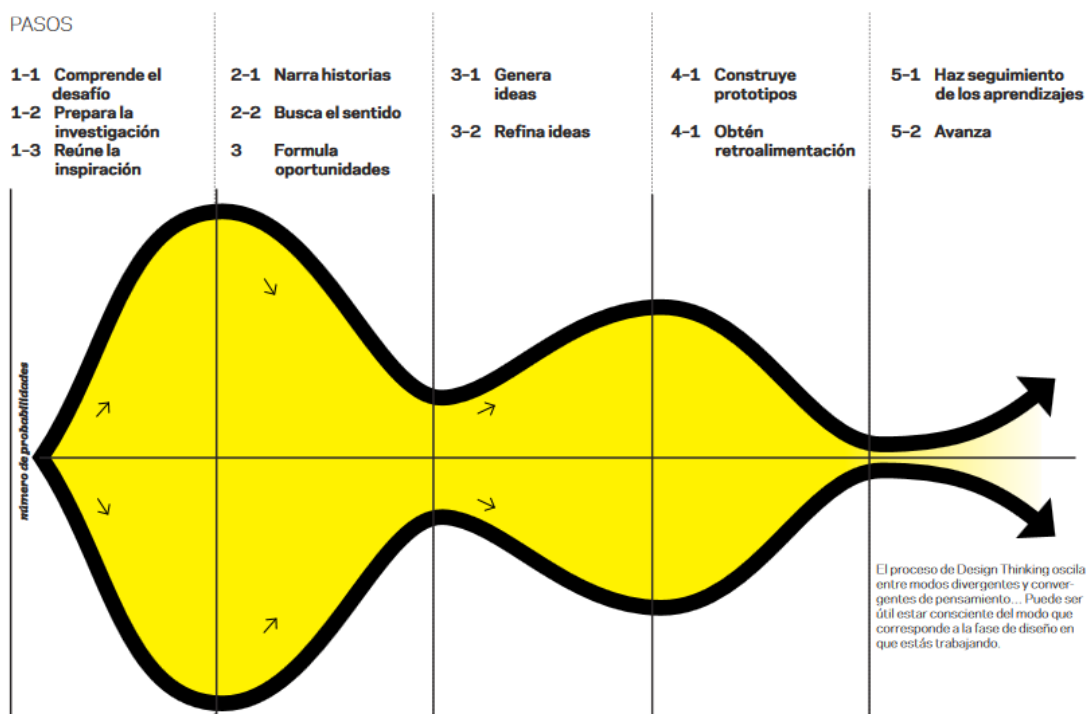 PASOS
1-1 Comprende el
desafío
1-2 Prepara la
investigación
1-3 Reúne la
inspiración
2-1 Narra historias
2-2 Busca el sentido
3 Formula
oportunidades
3-1 Genera
ideas
3-2 Refina ideas
4-1 Construye
prototipos
4-1 Obtén
retroalimentación
5-1 Haz seguimiento
de los aprendizajes
5-2 Avanza
número de probabilidades
El proceso de Design Thinking oscila
entre modos divergentes y conver-
gentes de pensamiento... Puede ser
útil estar consciente del modo que
corresponde a la fase de diseño en
que estás trabajando.